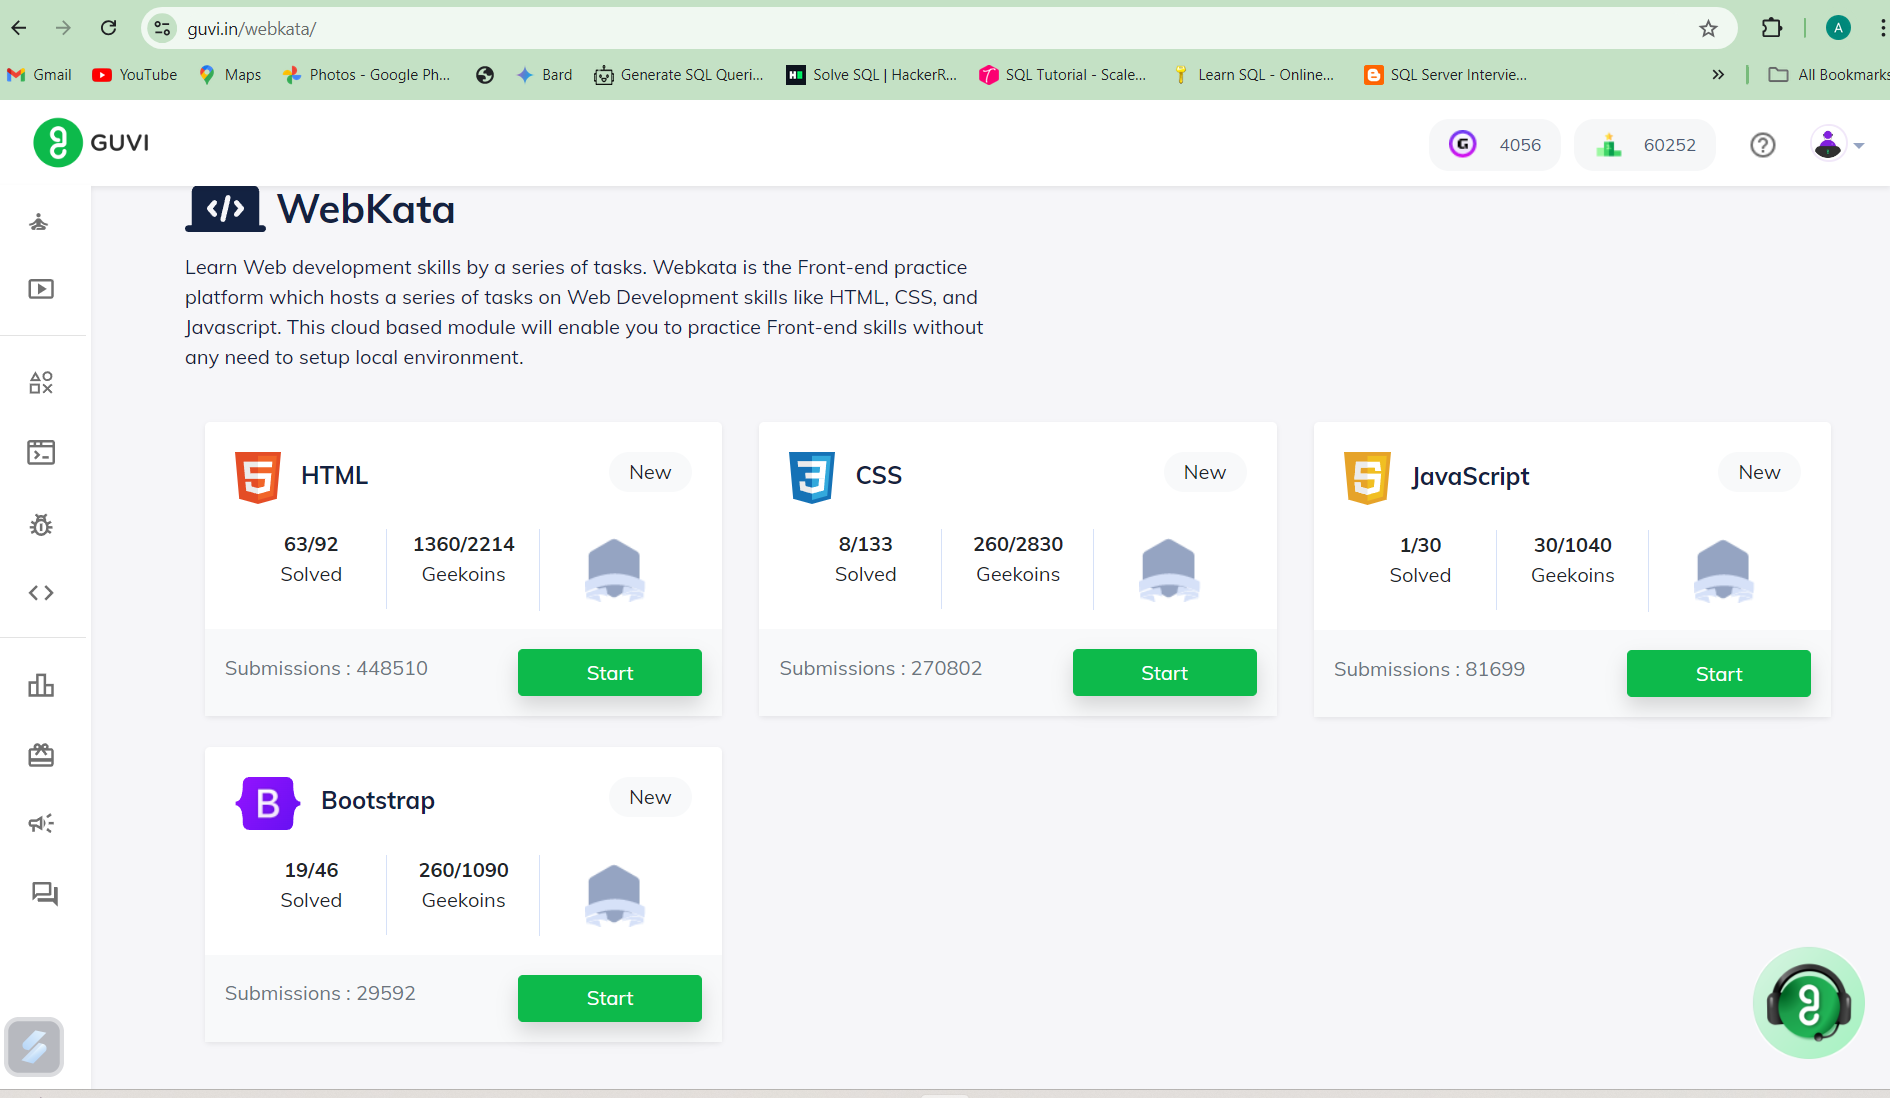 guvi.in/webkata/
A
Gmail
YouTube
Maps
Photos - Google Ph...
Bard
Generate SQL Queri...
Solve SQL | HackerR...
SQL Tutorial - Scale...
Learn SQL - Online...
SQL Server Intervie...
All Bookmarks
GUVI
4056
60252
WebKata
Learn Web development skills by a series of tasks. Webkata is the Front-end practice
platform which hosts a series of tasks on Web Development skills like HTML, CSS, and
Javascript. This cloud based module will enable you to practice Front-end skills without
any need to setup local environment.
HTML
New
63/92
Solved
1360/2214
Geekoins
Submissions : 448510
Start
CSS
New
8/133
Solved
260/2830
Geekoins
Submissions : 270802
Start
JavaScript
New
1/30
Solved
30/1040
Geekoins
Submissions : 81699
Start
Bootstrap
New
19/46
Solved
260/1090
Geekoins
Submissions : 29592
Start